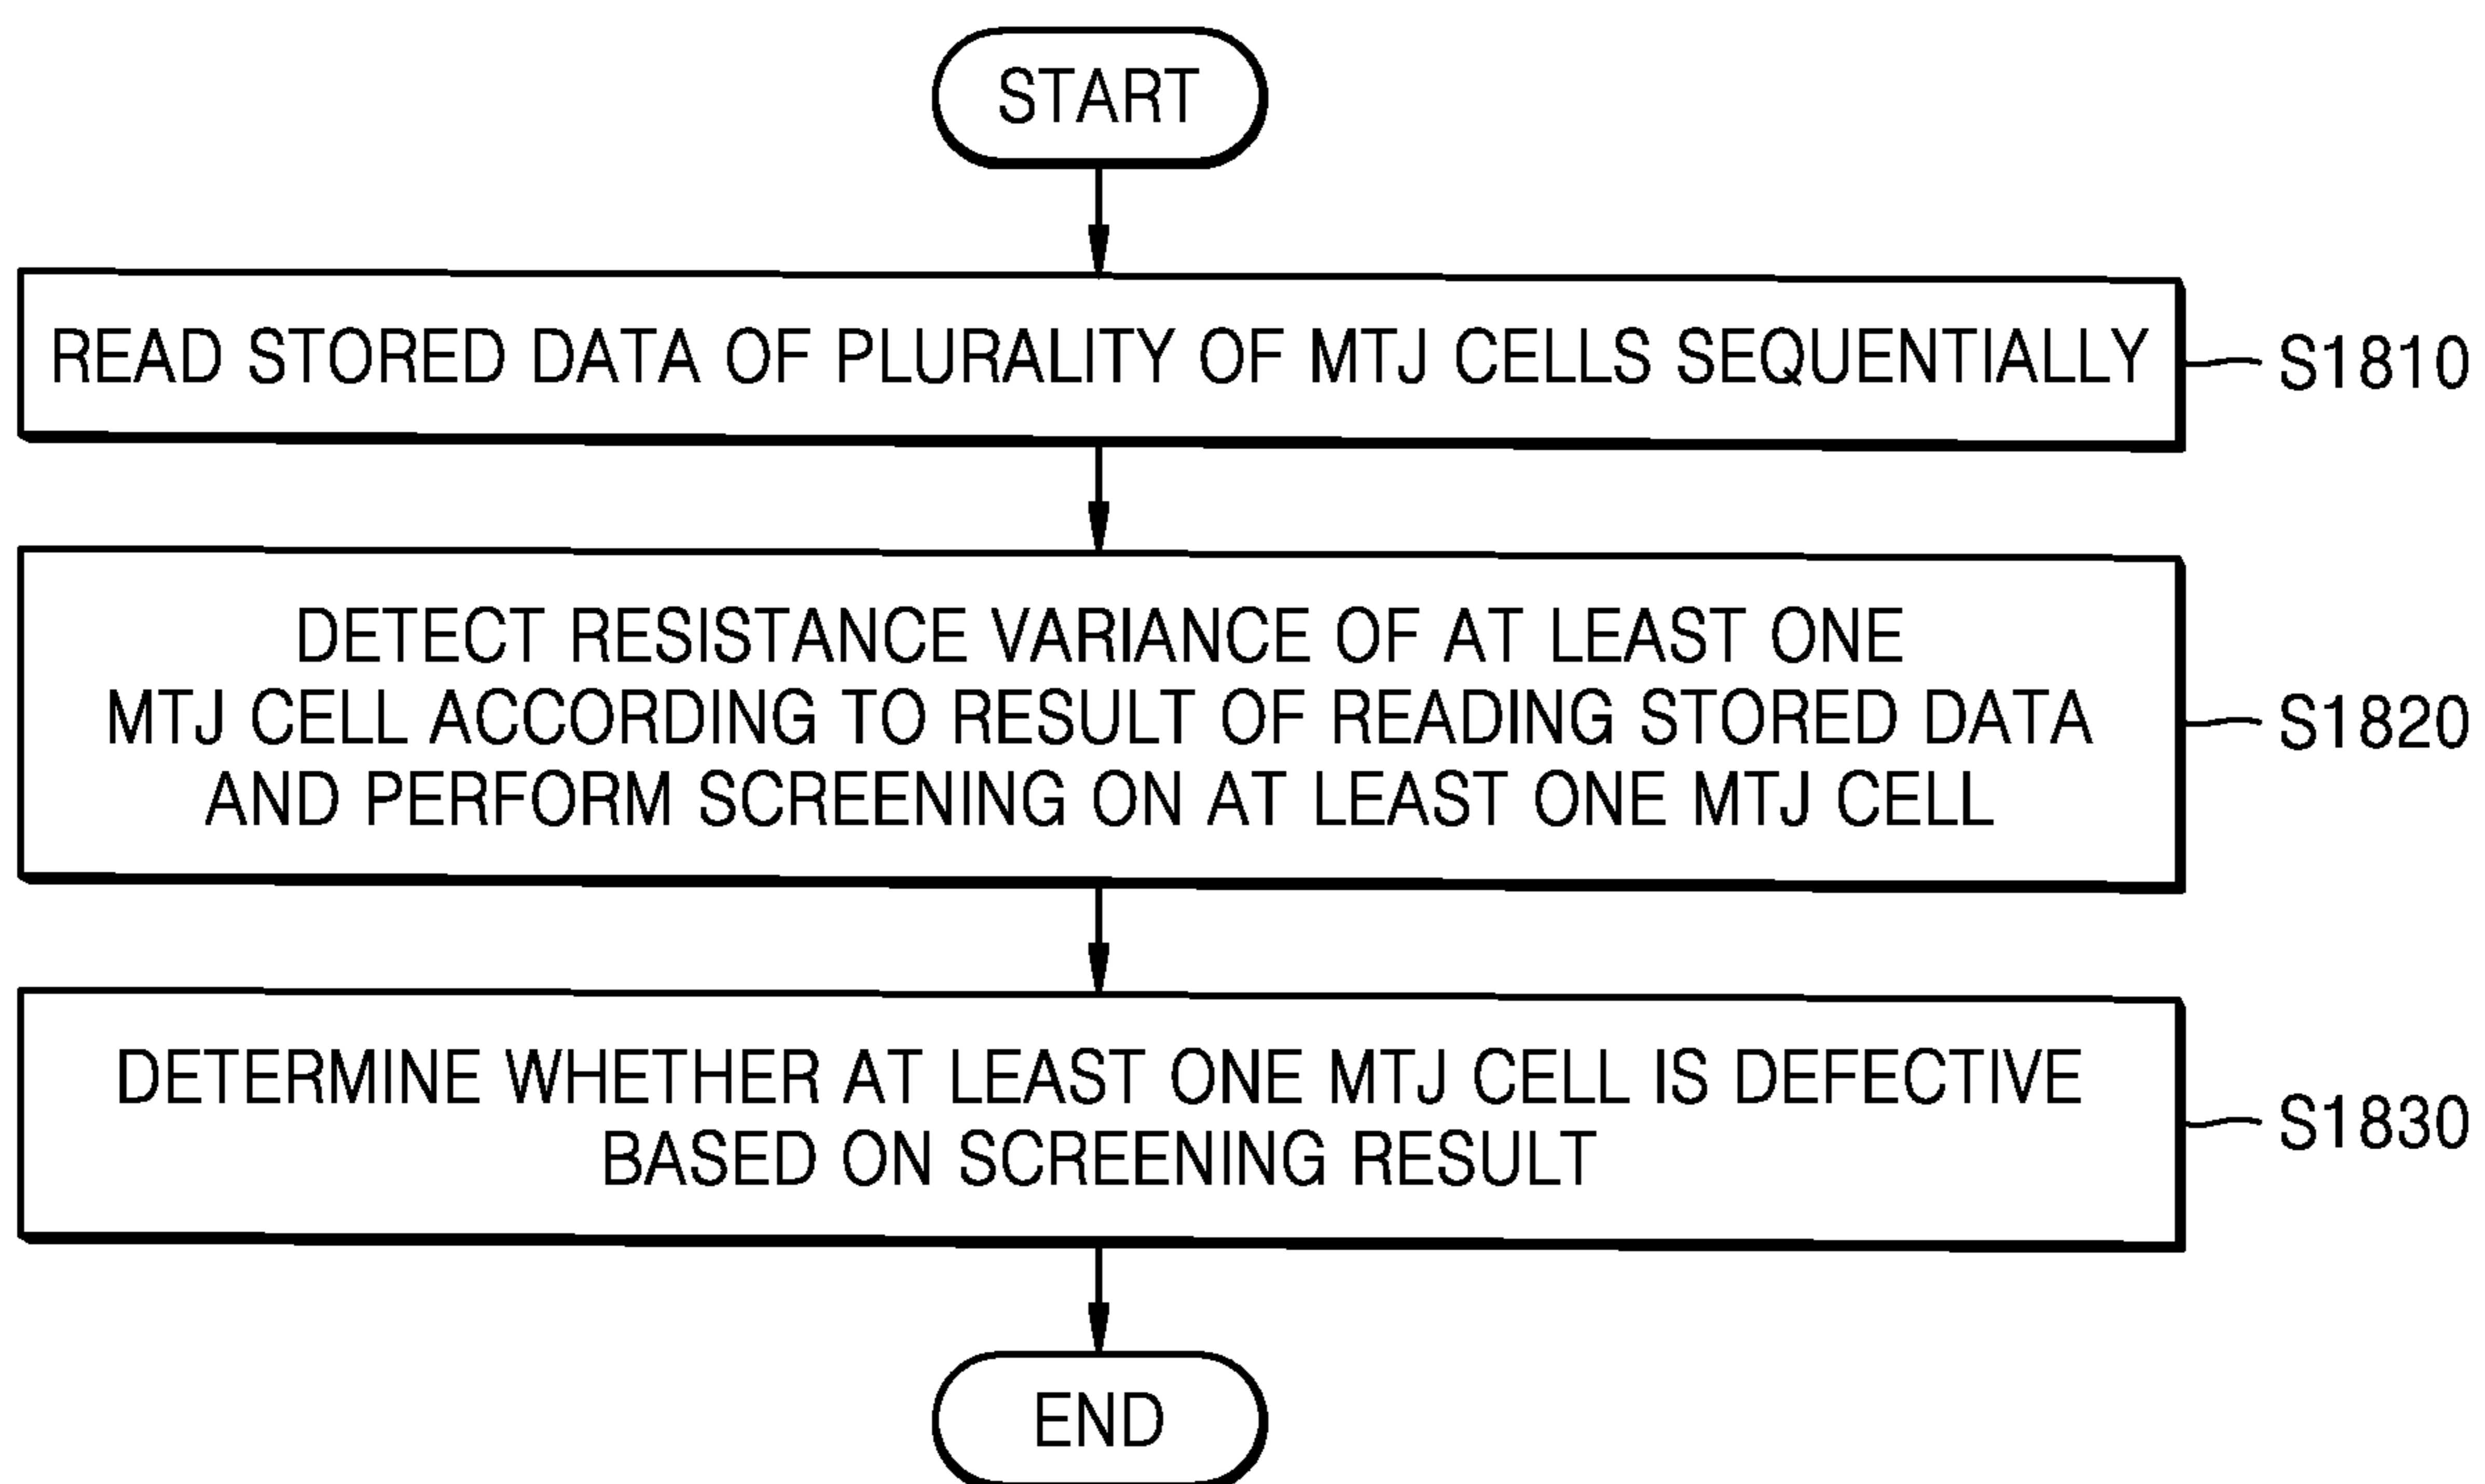 START
READ STORED DATA OF PLURALITY OF MTJ CELLS SEQUENTIALLY
S1810
DETECT RESISTANCE VARIANCE OF AT LEAST ONE
MTJ CELL ACCORDING TO RESULT OF READING STORED DATA
AND PERFORM SCREENING ON AT LEAST ONE MTJ CELL
S1820
DETERMINE WHETHER AT LEAST ONE MTJ CELL IS DEFECTIVE
BASED ON SCREENING RESULT
S1830
END